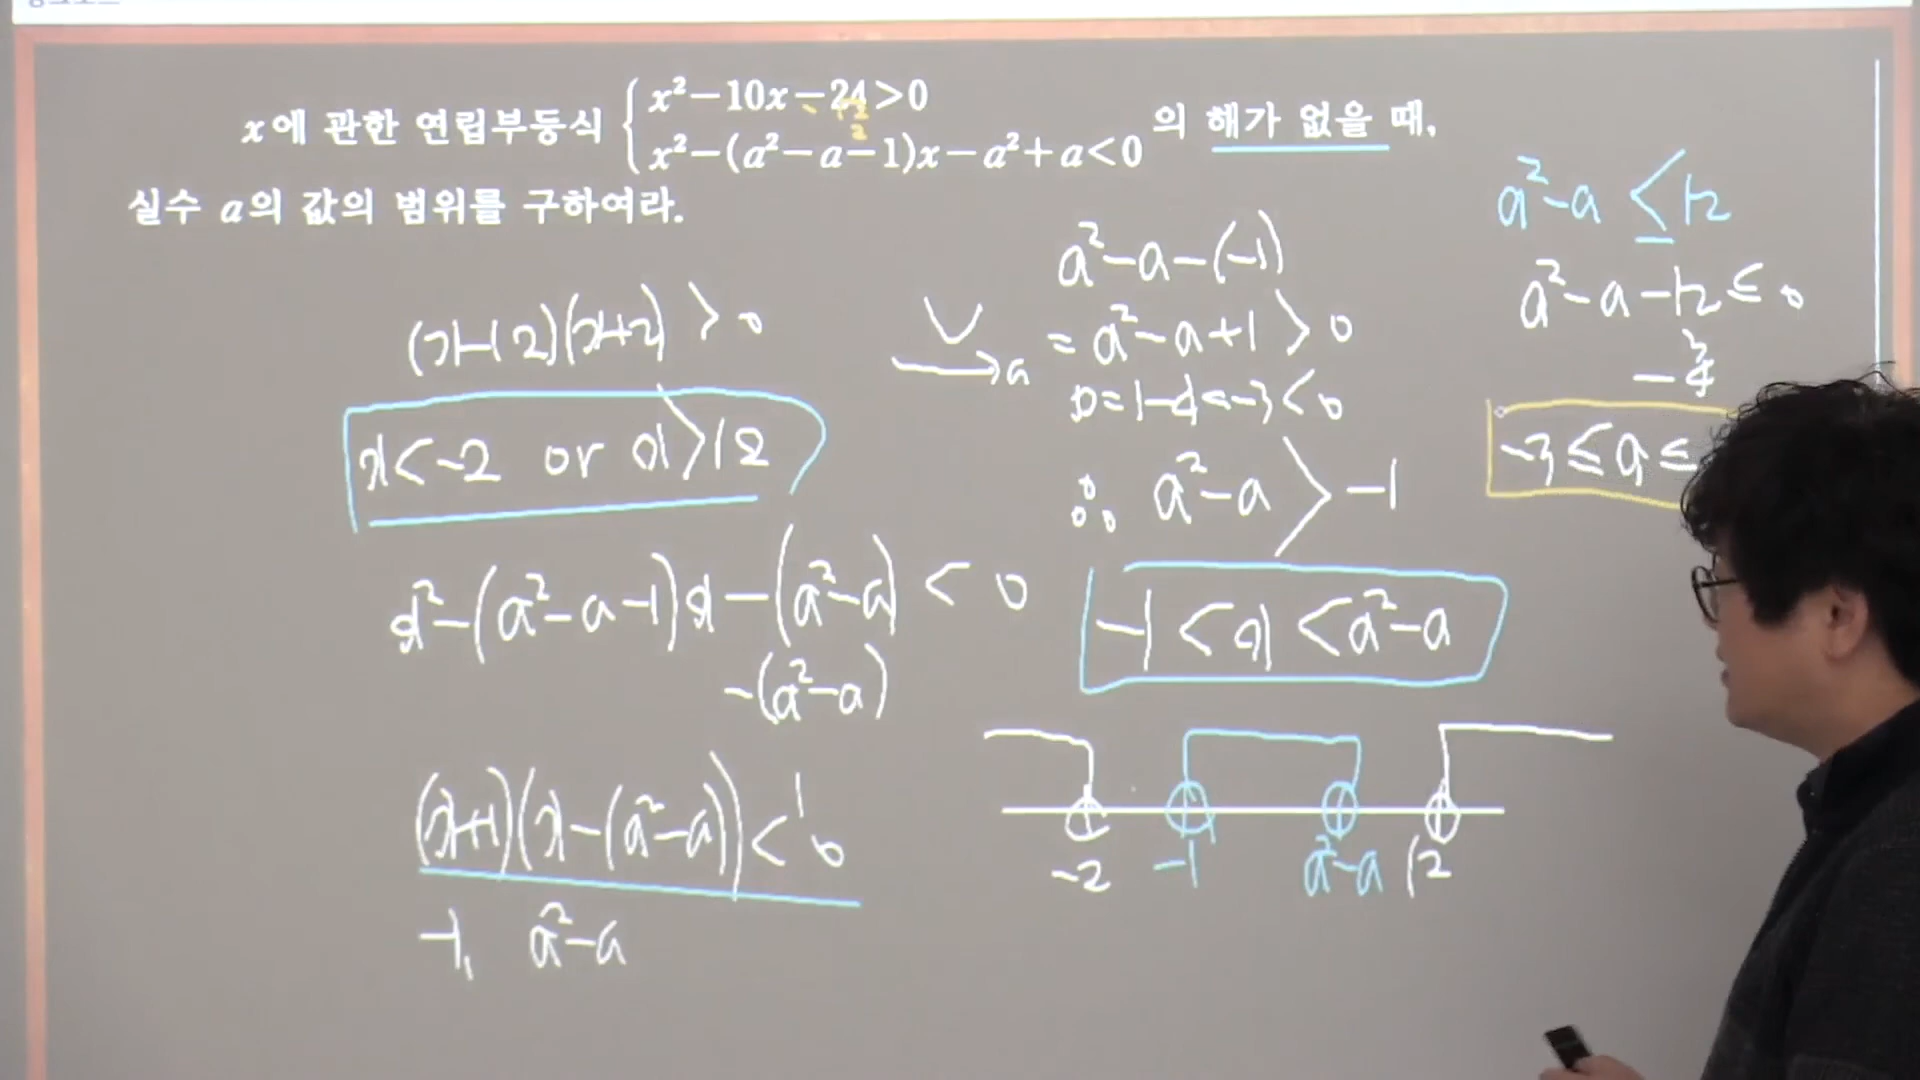 x에 관한 연립부등식 { x²−10x−24>0
x²−(a²−a−1)x−a²+a<0 의 해가 없을 때,
실수 a의 값의 범위를 구하여라.
(x−12)(x+2) > 0
x<−2 or x>12
x²−(a²−a−1)x−(a²−a) < 0
−(a²−a)
(x+1)(x−(a²−a)) < 0
−1, a²−a
a
a²−a−(−1)
= a²−a+1 > 0
D=1−4=−3<0
∴ a²−a > −1
−1 < x < a²−a
−2 −1 a²−a 12
a²−a ≤ 12
a²−a−12 ≤ 0
3
−4
−3 ≤ a ≤